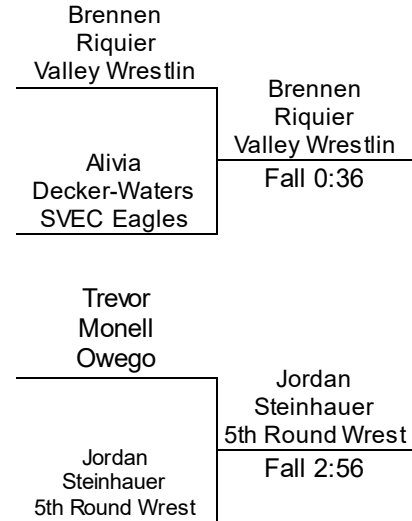 Brennen
Riquier
Valley Wrestlin
Brennen
Riquier
Valley Wrestlin
Fall 0:36
Alivia
Decker-Waters
SVEC Eagles
Trevor
Monell
Owego
Jordan
Steinhauer
5th Round Wrest
Fall 2:56
Jordan
Steinhauer
5th Round Wrest